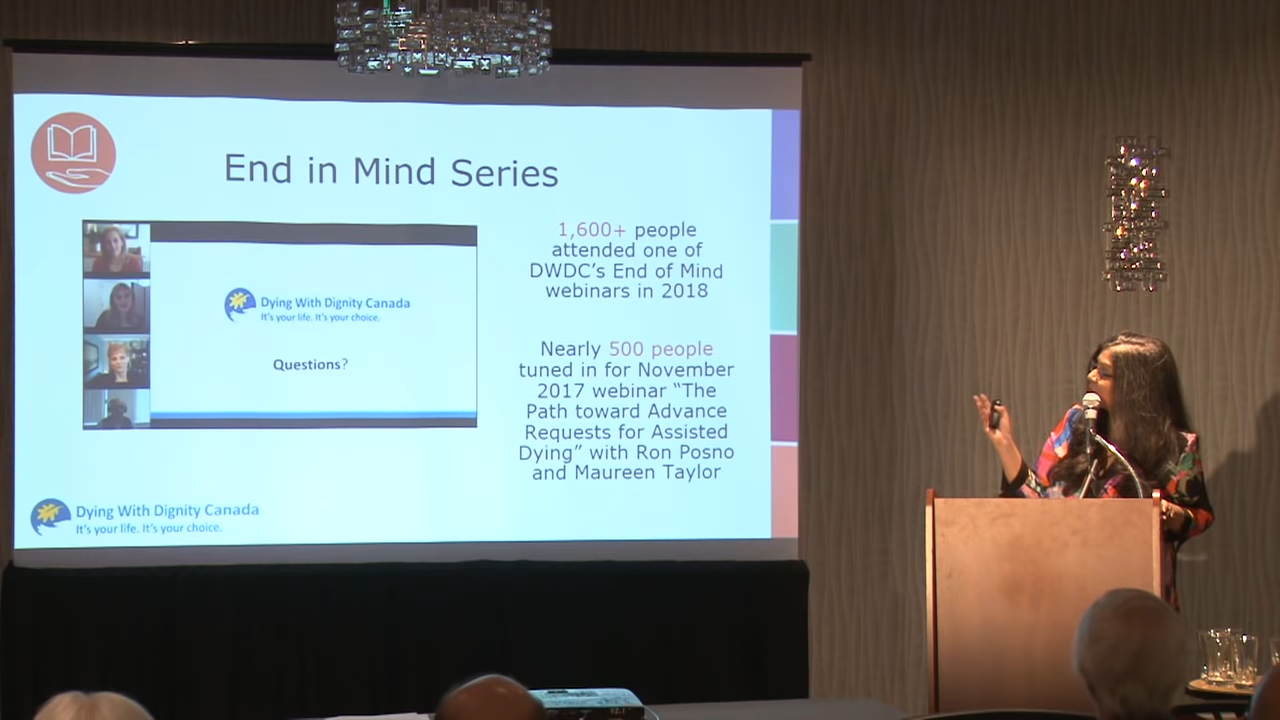 End in Mind Series
Dying With Dignity Canada
It's your life. It's your choice.
Questions?
1,600+ people
attended one of
DWDC's End of Mind
webinars in 2018
Nearly 500 people
tuned in for November
2017 webinar "The
Path toward Advance
Requests for Assisted
Dying" with Ron Posno
and Maureen Taylor
Dying With Dignity Canada
It's your life. It's your choice.